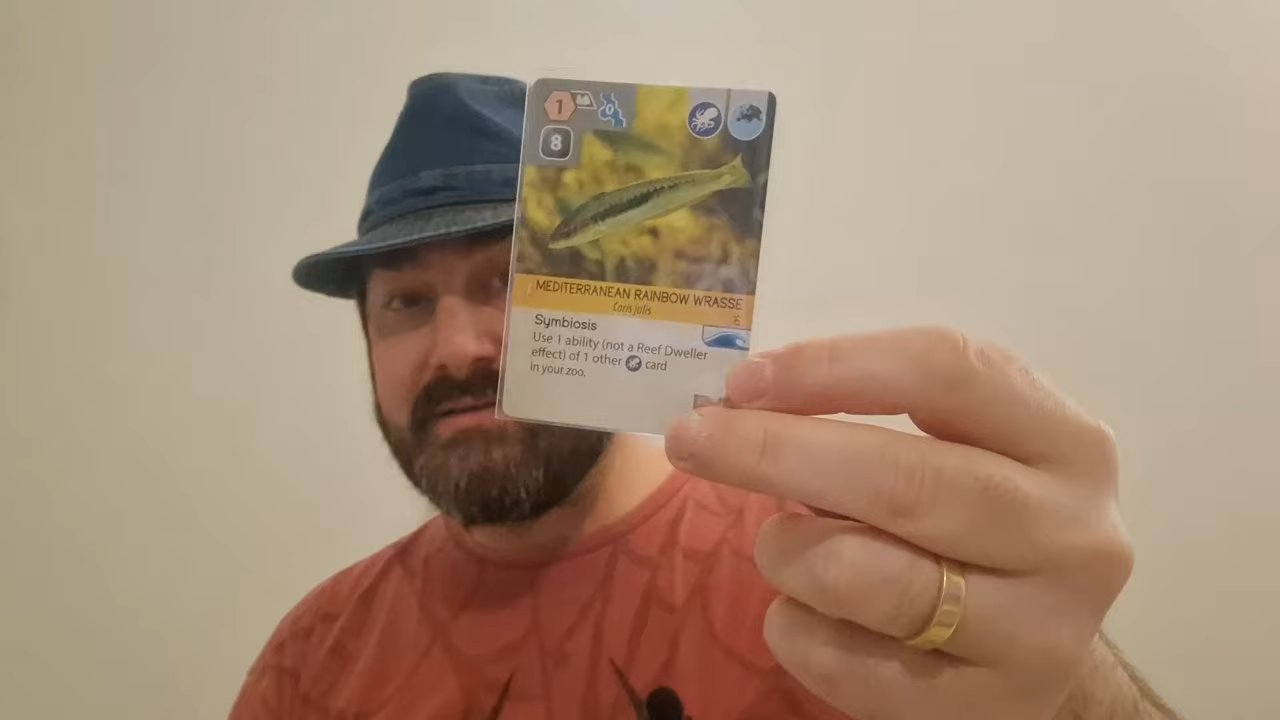 1
0
8
MEDITERRANEAN RAINBOW WRASSE
Coris julis
Symbiosis
Use 1 ability (not a Reef Dweller
effect) of 1 other card
in your zoo.